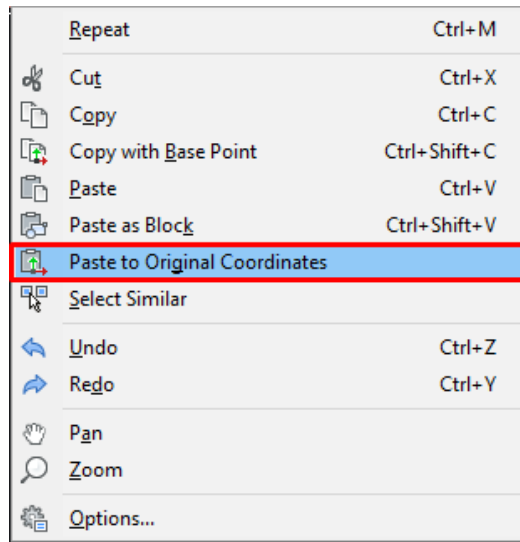 Repeat Ctrl+M
Cut Ctrl+X
Copy Ctrl+C
Copy with Base Point Ctrl+Shift+C
Paste Ctrl+V
Paste as Block Ctrl+Shift+V
Paste to Original Coordinates
Select Similar
Undo Ctrl+Z
Redo Ctrl+Y
Pan
Zoom
Options...